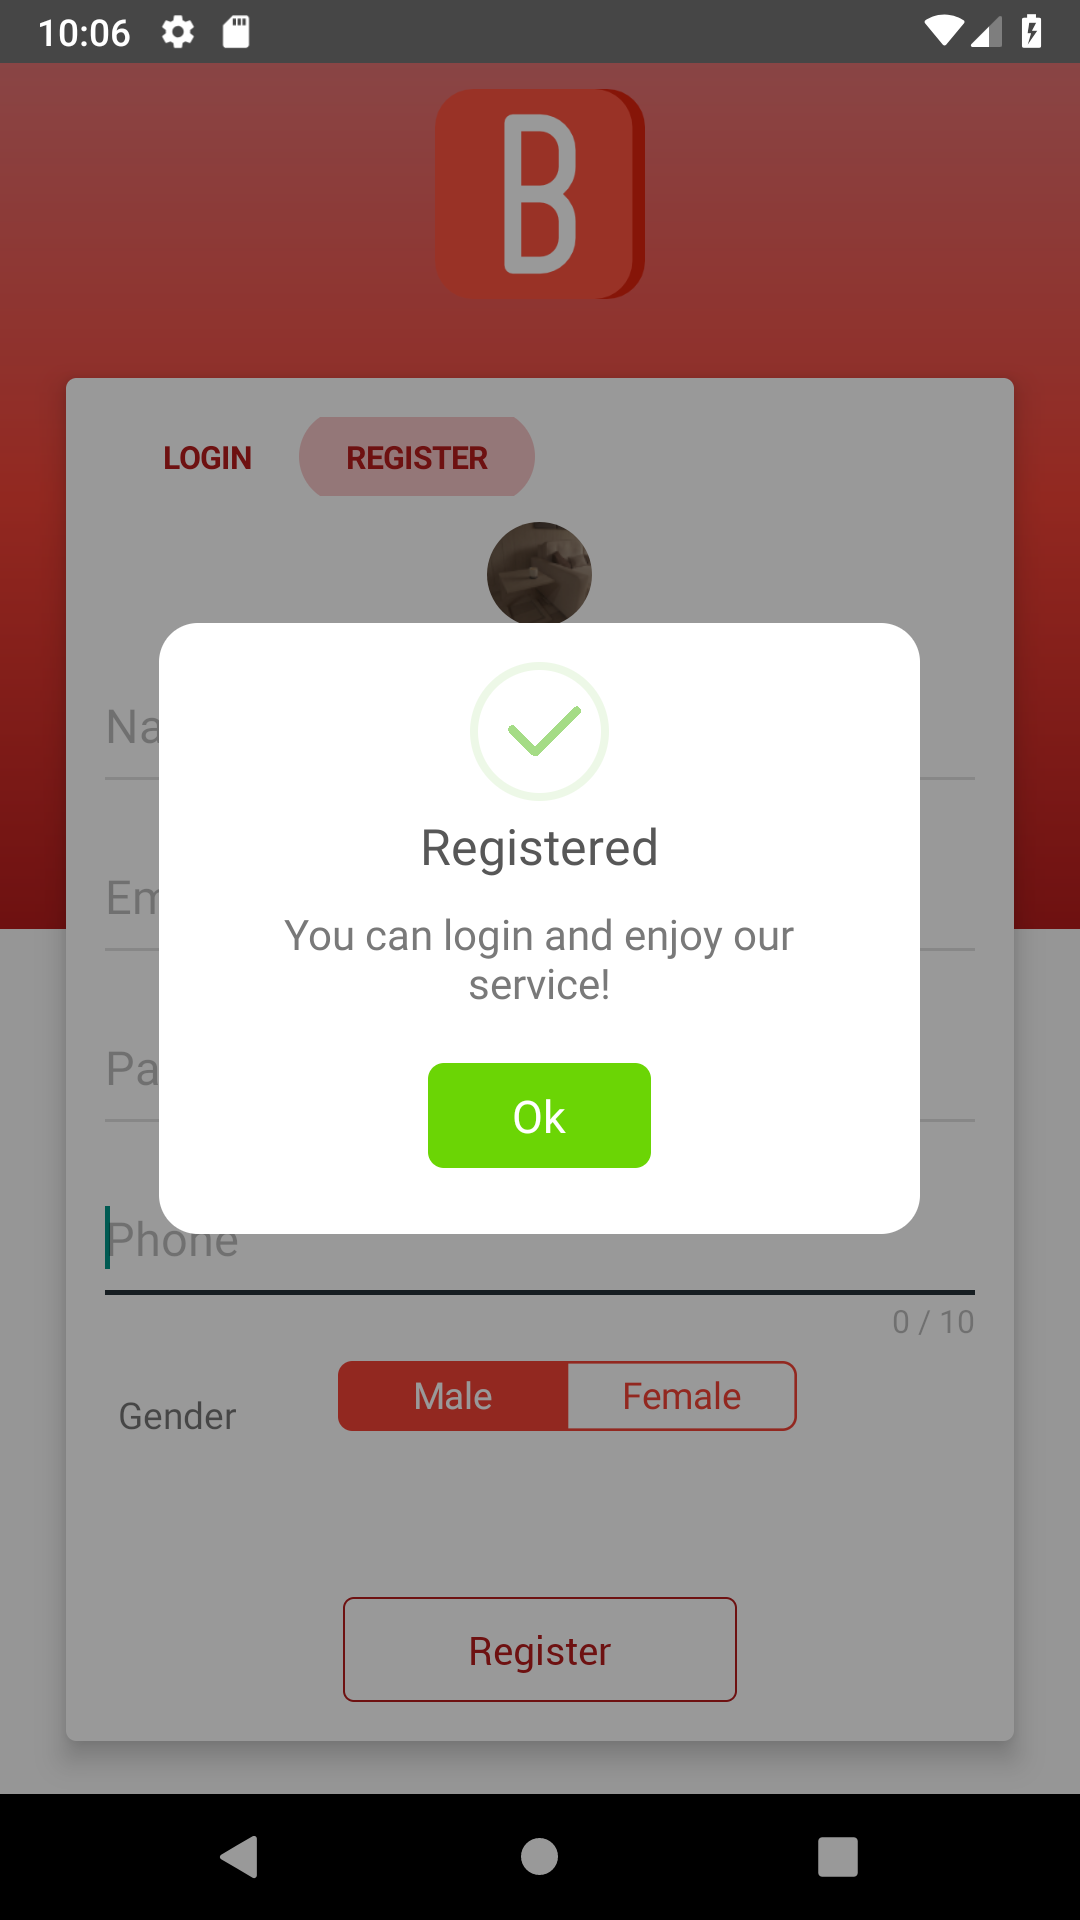 10:06
B
LOGIN REGISTER
Na
Registered
Em
You can login and enjoy our
service!
Pa
Ok
Phone
0 / 10
Gender Male Female
Register